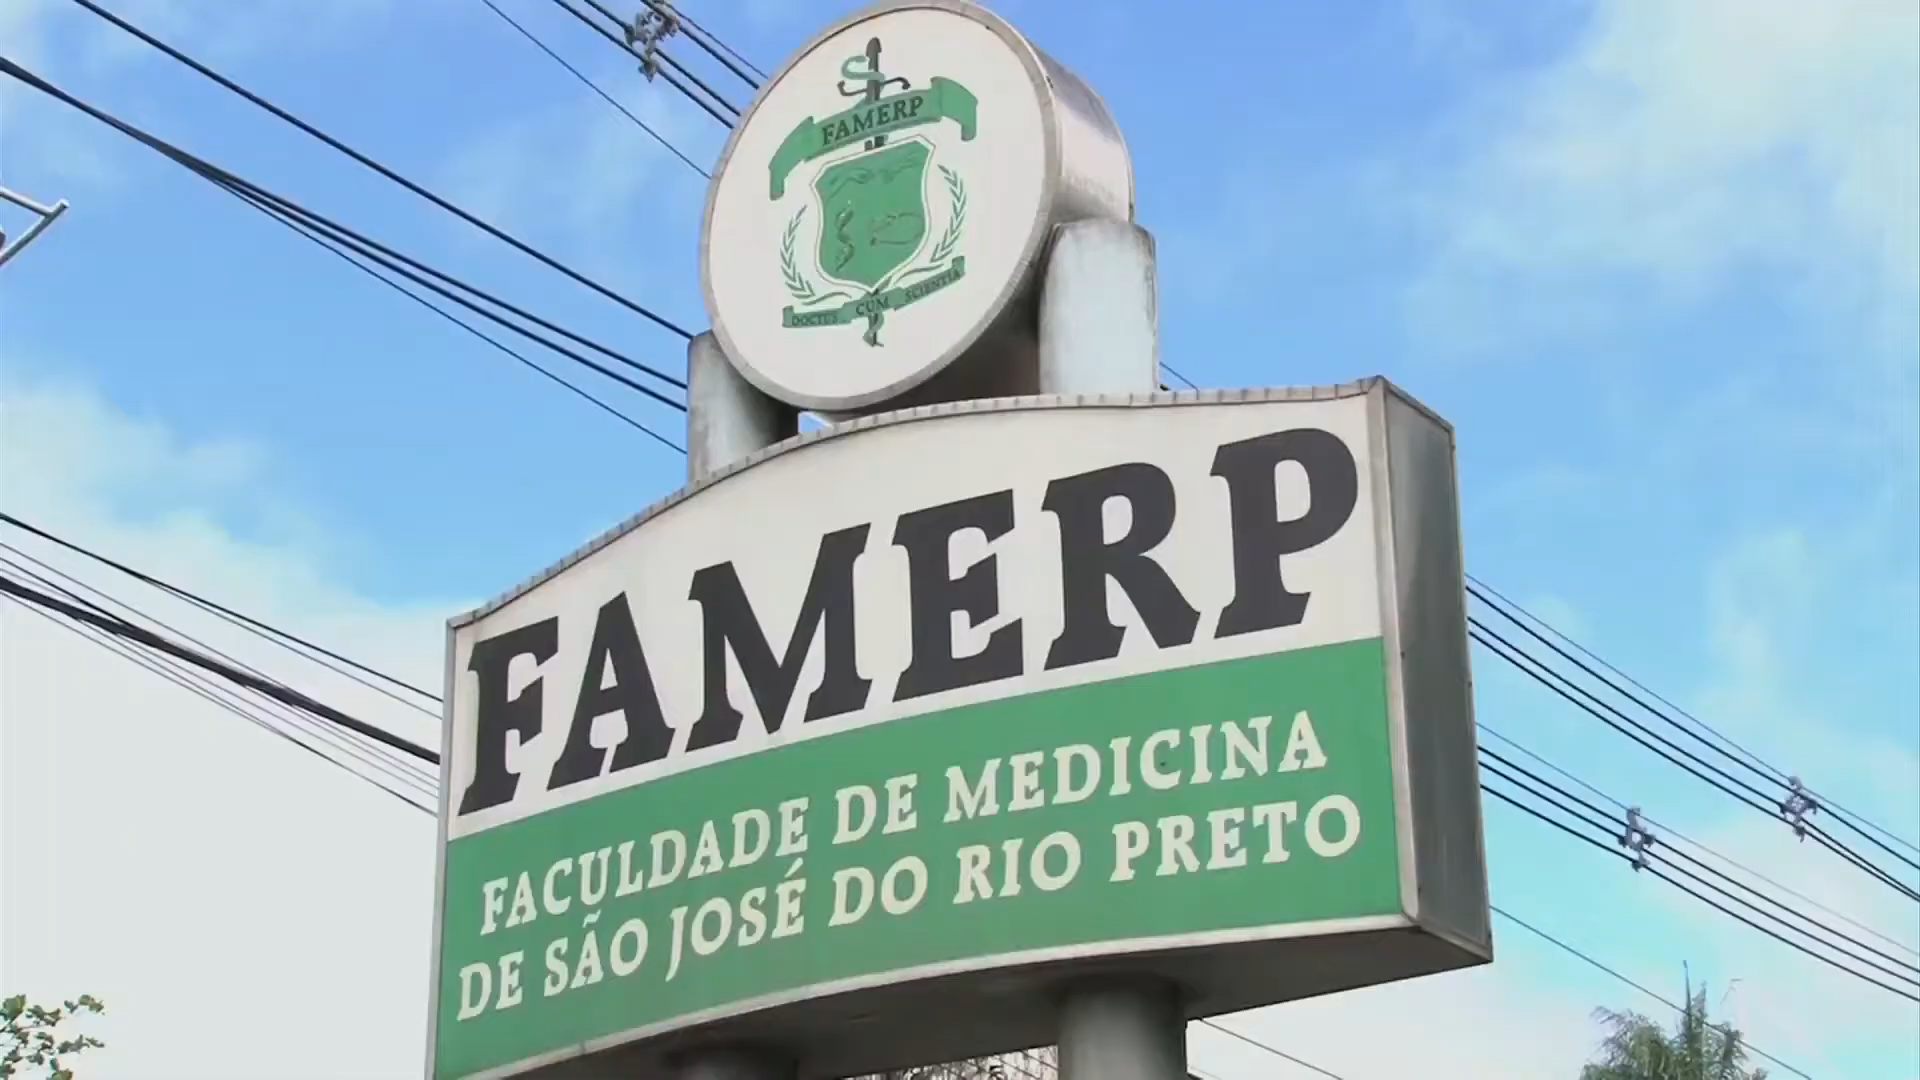 FAMERP
DOCTUS CUM SCIENTIA
FAMERP
FACULDADE DE MEDICINA
DE SÃO JOSÉ DO RIO PRETO